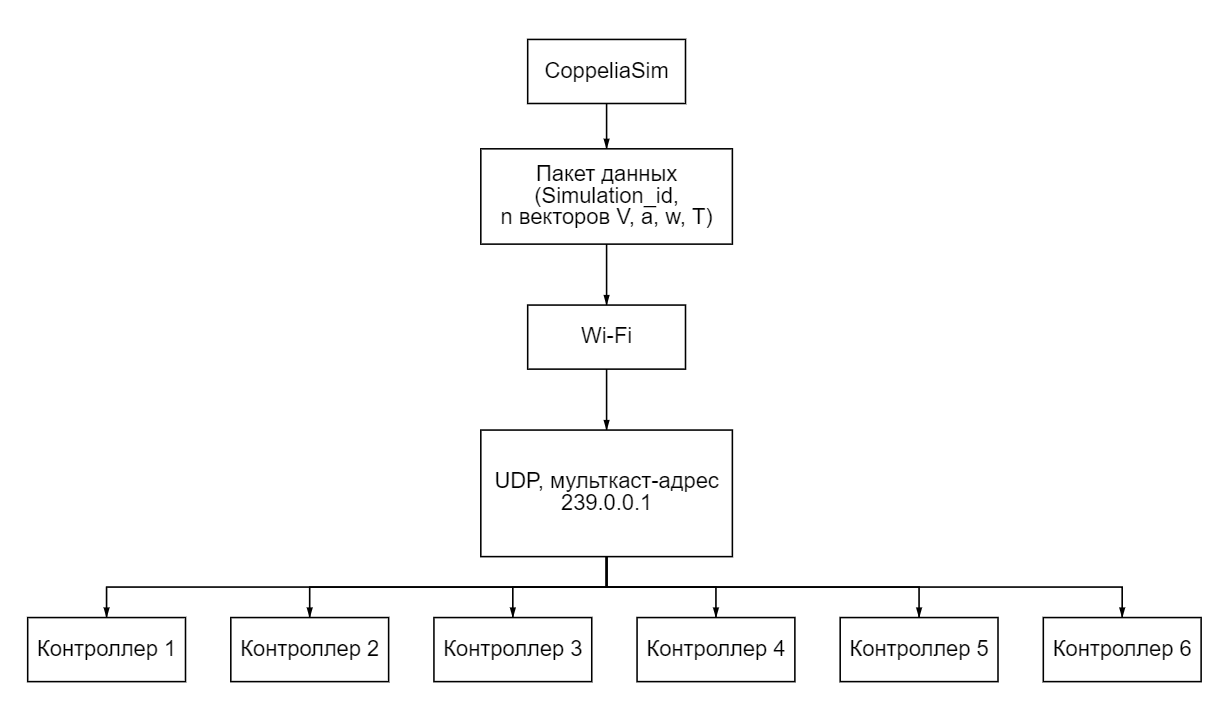 CoppeliaSim
Пакет данных
(Simulation_id,
n векторов V, a, w, T)
Wi-Fi
UDP, мульткаст-адрес
239.0.0.1
Контроллер 1
Контроллер 2
Контроллер 3
Контроллер 4
Контроллер 5
Контроллер 6